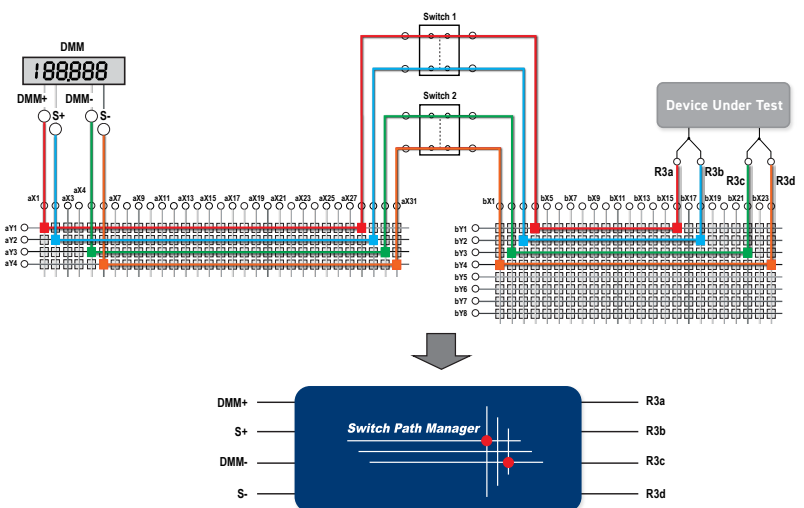 Switch 1
DMM
188.888
DMM+ DMM-
S+ S-
Switch 2
Device Under Test
R3a R3b R3c R3d
aX1 aX3 aX4 aX7 aX9 aX11 aX13 aX15 aX17 aX19 aX21 aX23 aX25 aX27 aX31
bX1 bX5 bX7 bX9 bX11 bX13 bX15 bX17 bX19 bX21 bX23
aY1
aY2
aY3
aY4
bY1
bY2
bY3
bY4
bY5
bY6
bY7
bY8
DMM+ R3a
S+ Switch Path Manager R3b
DMM- R3c
S- R3d